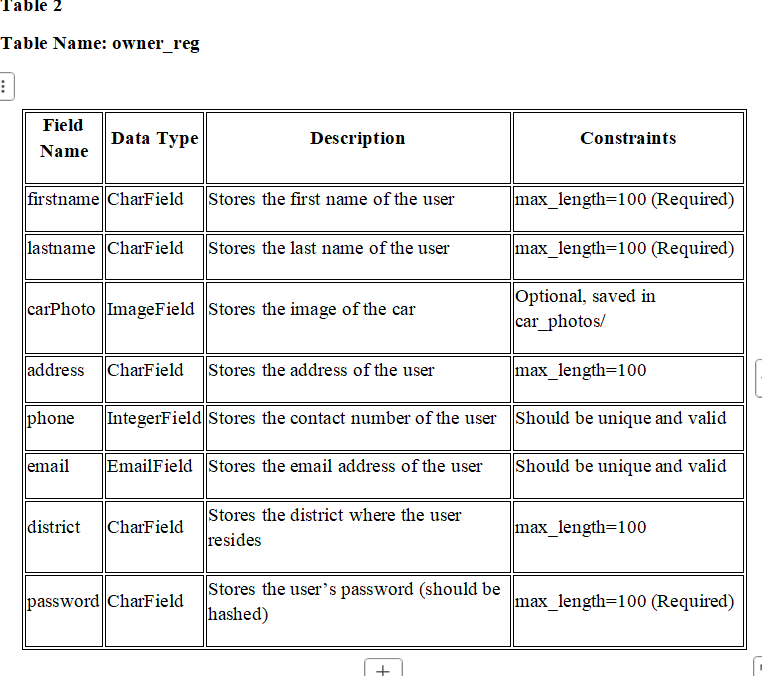 Table 2
Table Name: owner_reg
Field
Name
Data Type
Description
Constraints
firstname CharField Stores the first name of the user max_length=100 (Required)
lastname CharField Stores the last name of the user max_length=100 (Required)
carPhoto ImageField Stores the image of the car Optional, saved in
car_photos/
address CharField Stores the address of the user max_length=100
phone IntegerField Stores the contact number of the user Should be unique and valid
email EmailField Stores the email address of the user Should be unique and valid
district CharField Stores the district where the user
resides
max_length=100
password CharField Stores the user’s password (should be
hashed)
max_length=100 (Required)